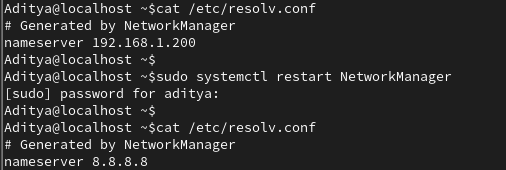 Aditya@localhost ~$cat /etc/resolv.conf
# Generated by NetworkManager
nameserver 192.168.1.200
Aditya@localhost ~$
Aditya@localhost ~$sudo systemctl restart NetworkManager
[sudo] password for aditya:
Aditya@localhost ~$
Aditya@localhost ~$cat /etc/resolv.conf
# Generated by NetworkManager
nameserver 8.8.8.8